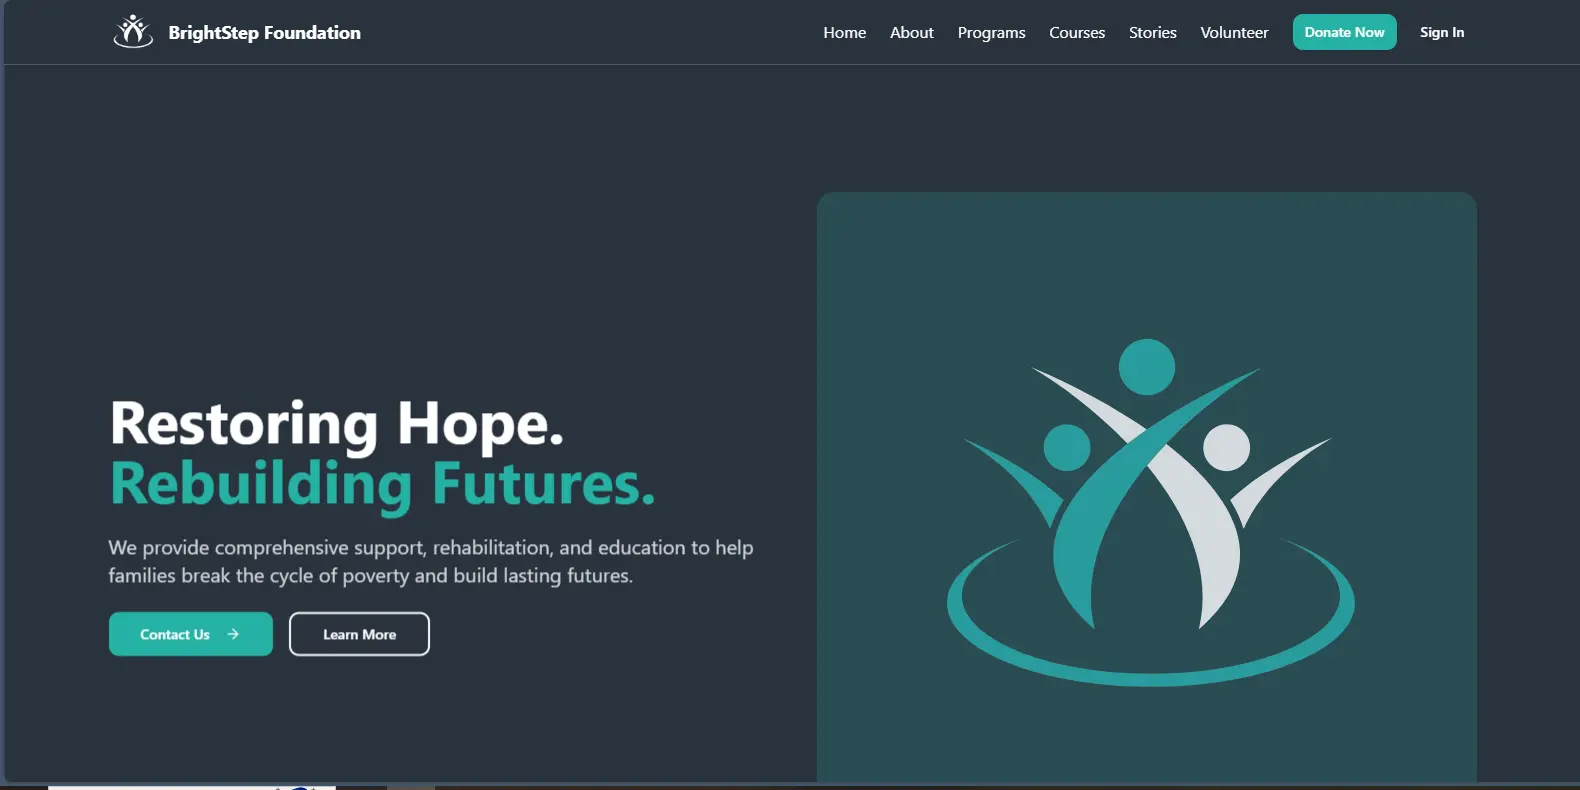 BrightStep Foundation
Home About Programs Courses Stories Volunteer Donate Now Sign In
Restoring Hope.
Rebuilding Futures.
We provide comprehensive support, rehabilitation, and education to help
families break the cycle of poverty and build lasting futures.
Contact Us →
Learn More